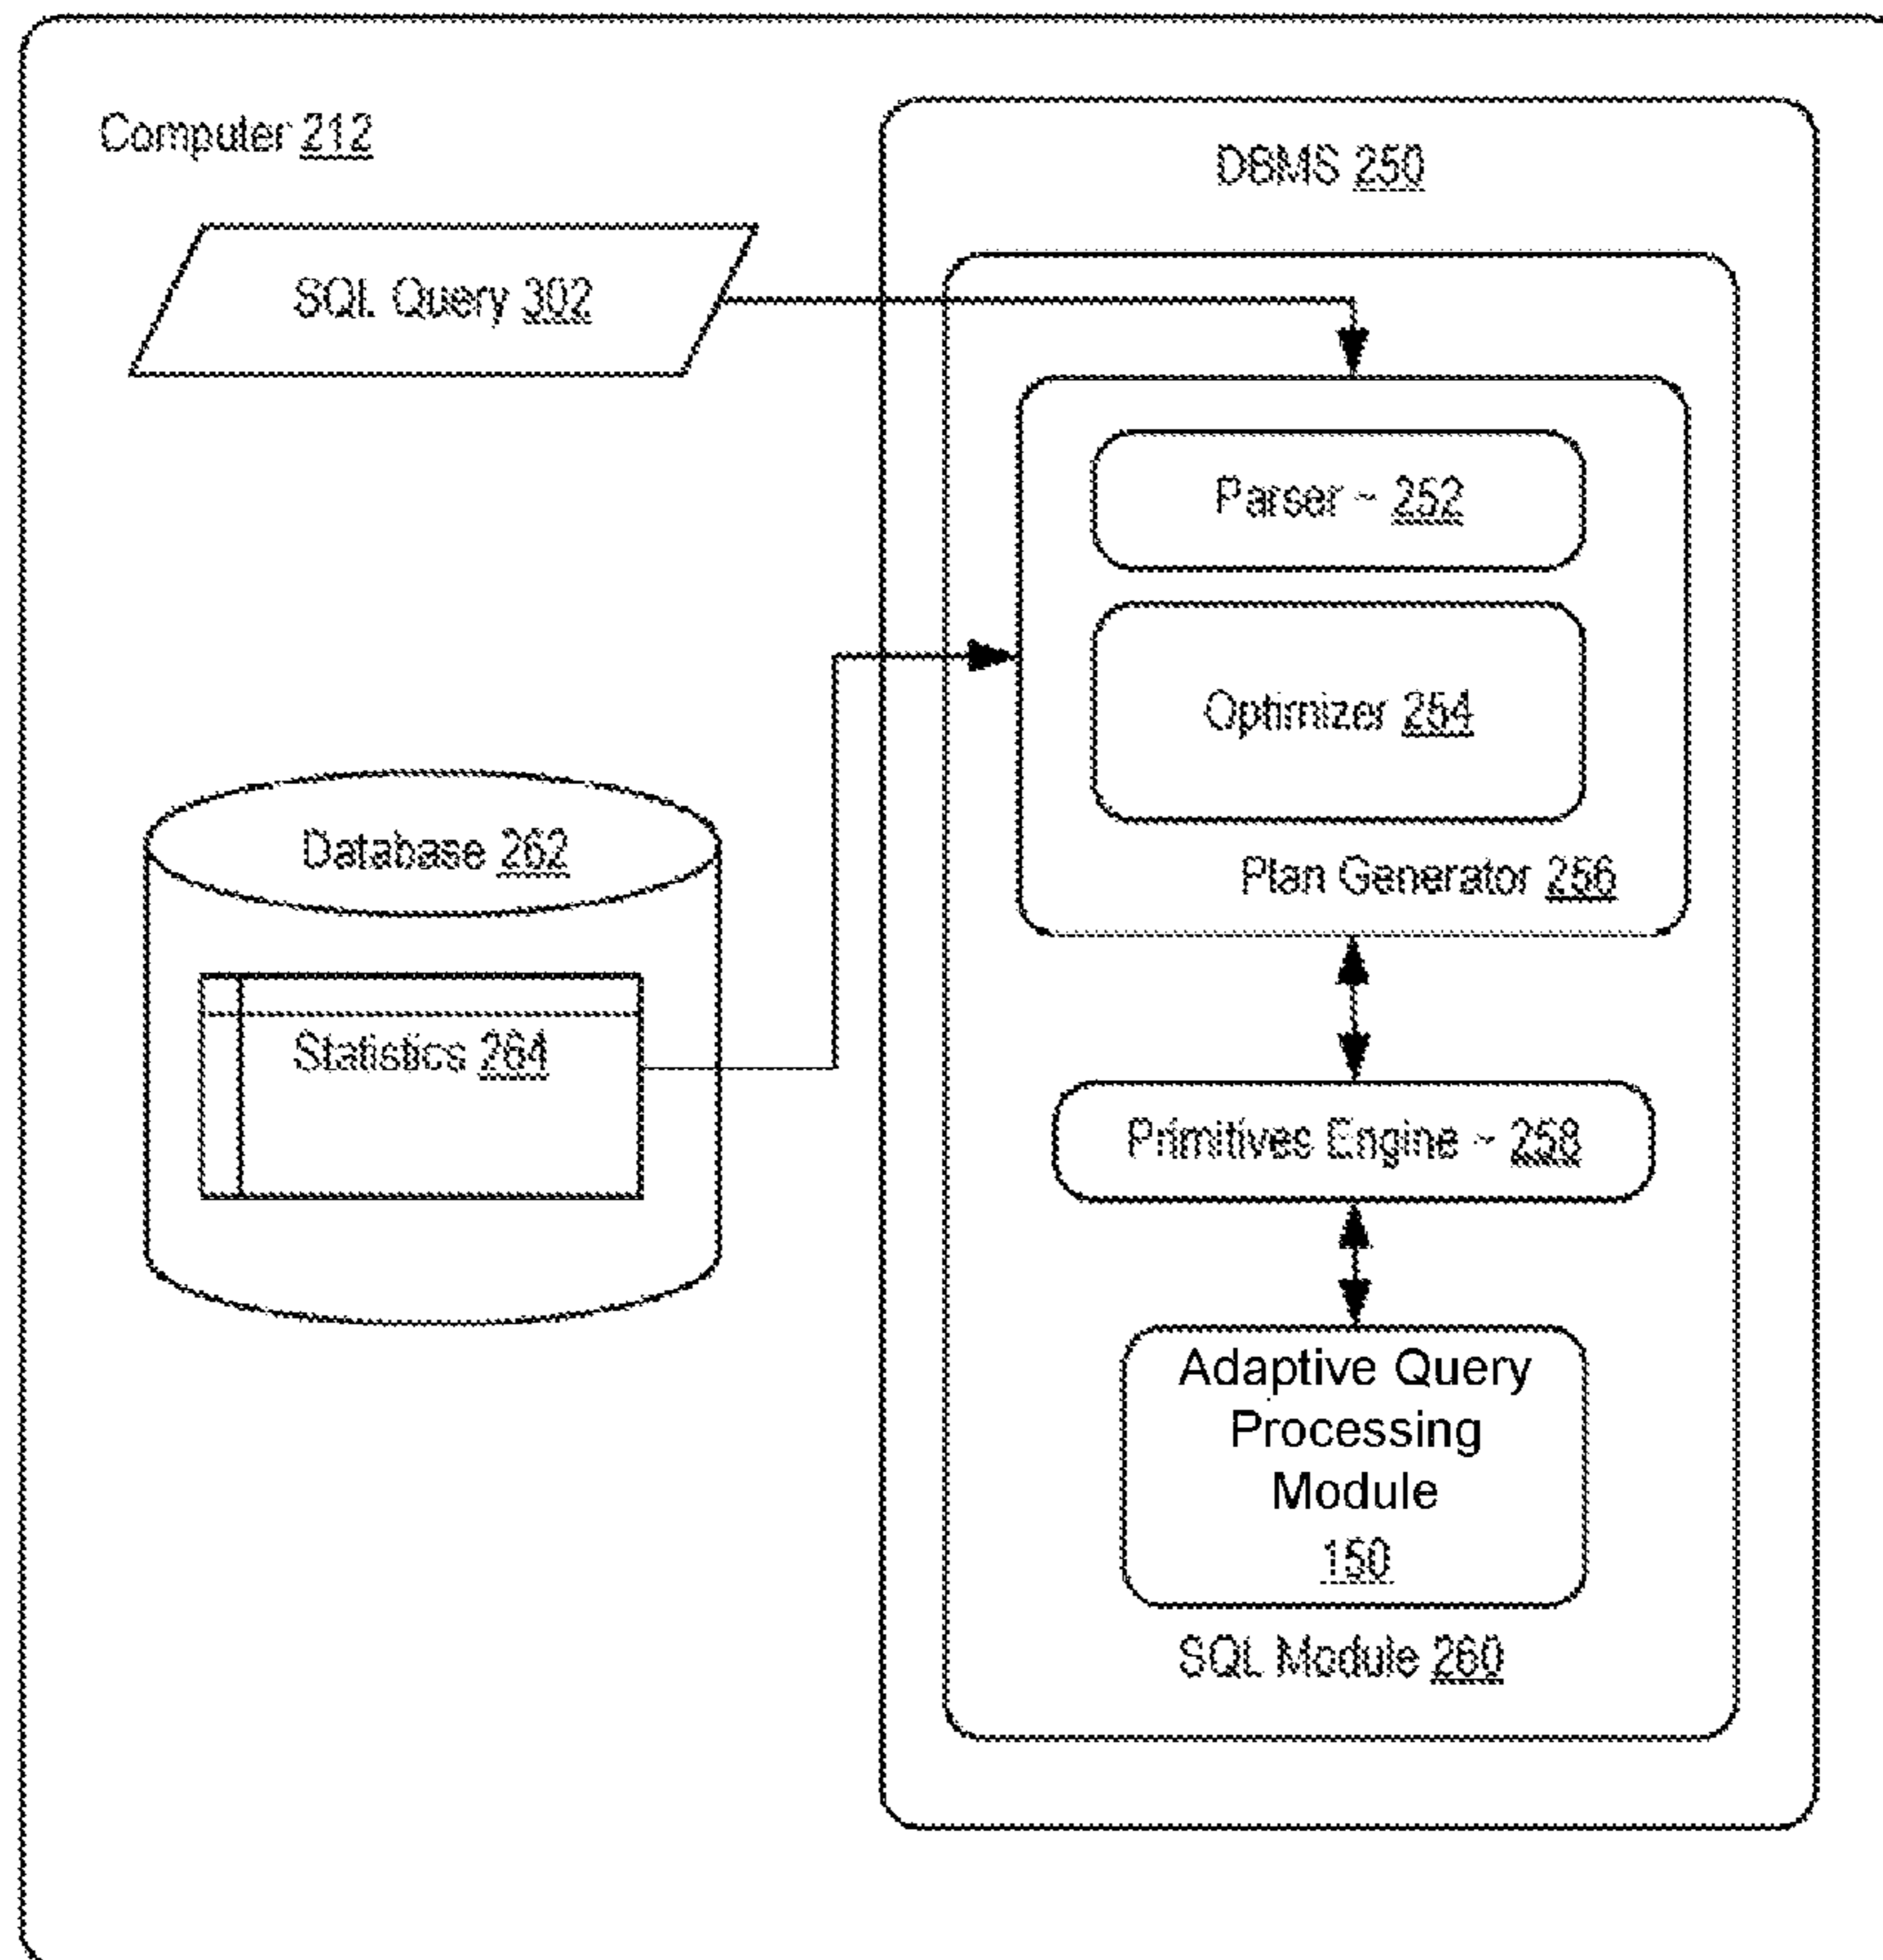 Computer 212
DBMS 250
SQL Query 302
Parser ~ 252
Optimizer 254
Plan Generator 256
Database 262
Statistics 264
Primitives Engine ~ 258
Adaptive Query
Processing
Module
150
SQL Module 260